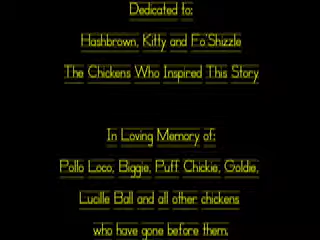 Dedicated to:
Hashbrown, Kitty and Fo'Shizzle
The Chickens Who Inspired This Story
In Loving Memory of:
Pollo Loco, Biggie, Puff Chickie, Goldie,
Lucille Ball and all other chickens
who have gone before them.